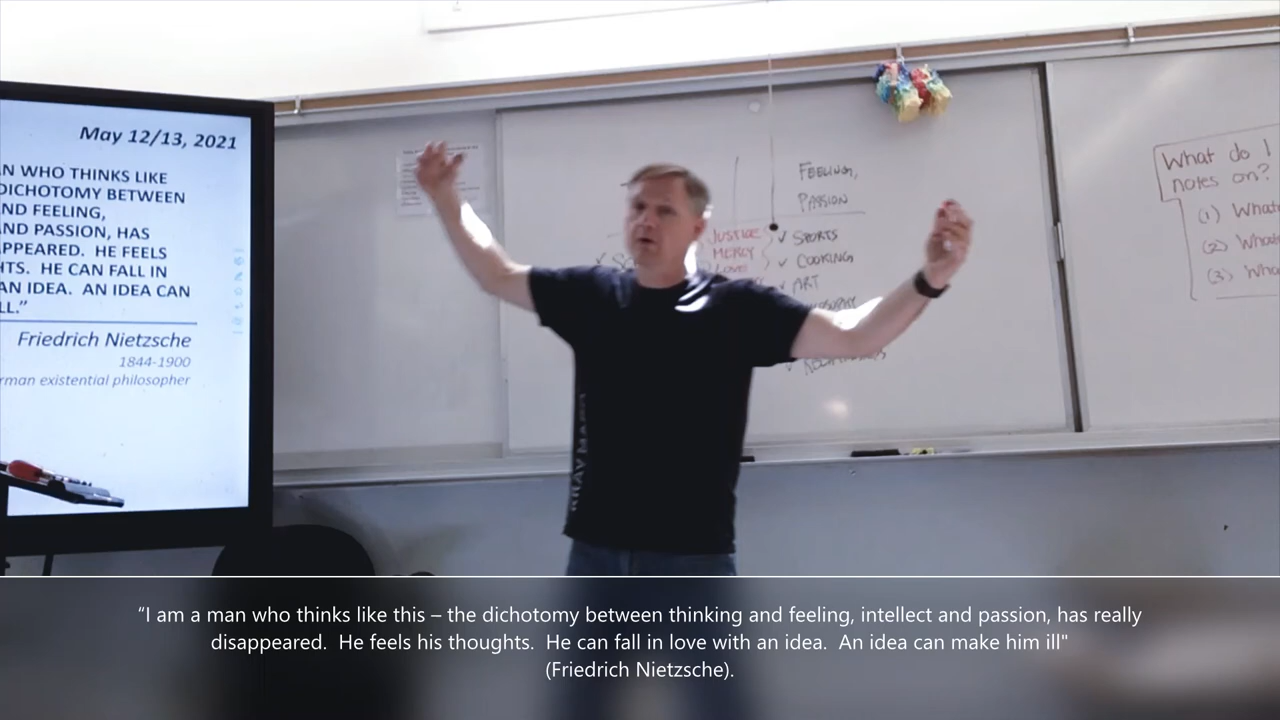 May 12/13, 2021
AN WHO THINKS LIKE
DICHOTOMY BETWEEN
ND FEELING,
AND PASSION, HAS
APPEARED. HE FEELS
HTS. HE CAN FALL IN
AN IDEA. AN IDEA CAN
LL.”
Friedrich Nietzsche
1844-1900
rman existential philosopher
FEELING,
PASSION
JUSTICE
MERCY
LOVE
✓ SPORTS
✓ COOKING
✓ ART
What do I
notes on?
(1) What
(2) What
(3) Wha
“I am a man who thinks like this – the dichotomy between thinking and feeling, intellect and passion, has really
disappeared. He feels his thoughts. He can fall in love with an idea. An idea can make him ill"
(Friedrich Nietzsche).